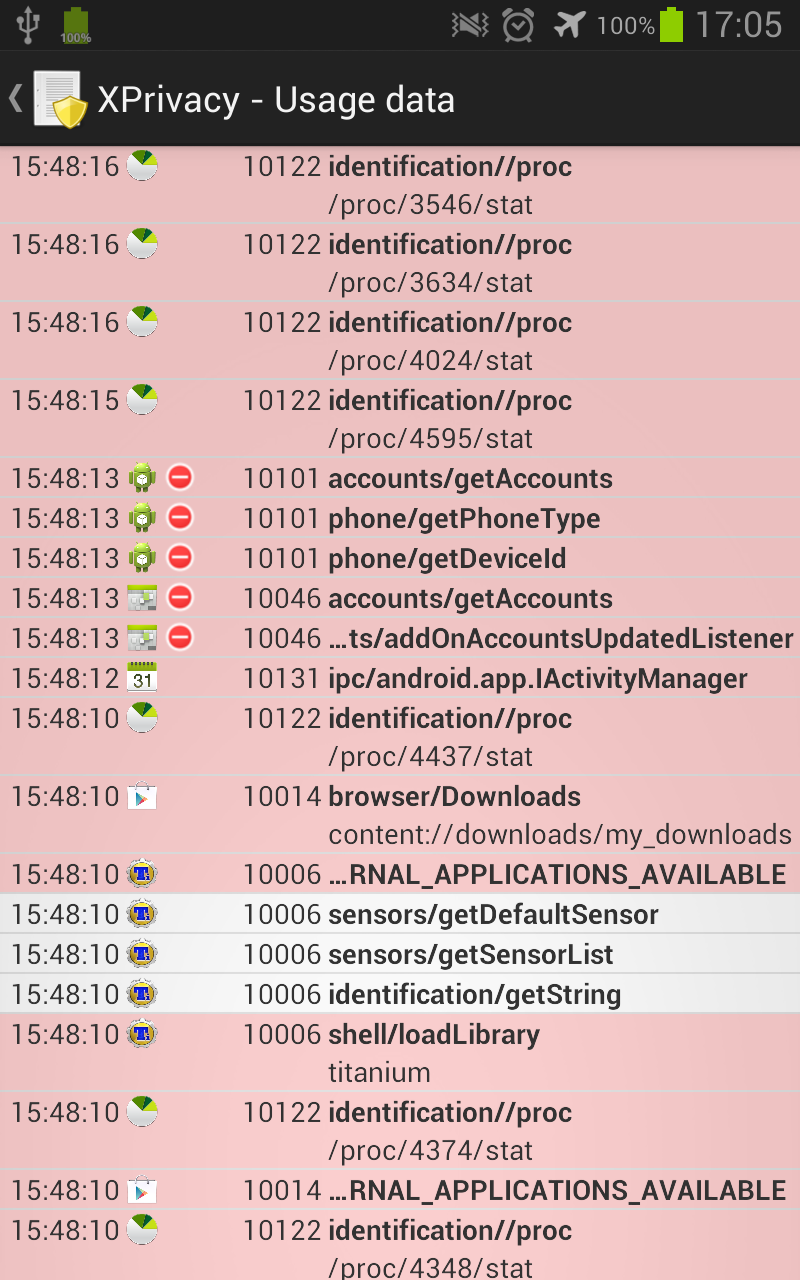 100%
100% 17:05
XPrivacy - Usage data
15:48:16 10122 identification//proc
/proc/3546/stat
15:48:16 10122 identification//proc
/proc/3634/stat
15:48:16 10122 identification//proc
/proc/4024/stat
15:48:15 10122 identification//proc
/proc/4595/stat
15:48:13 10101 accounts/getAccounts
15:48:13 10101 phone/getPhoneType
15:48:13 10101 phone/getDeviceId
15:48:13 10046 accounts/getAccounts
15:48:13 10046 ...ts/addOnAccountsUpdatedListener
15:48:12 31 10131 ipc/android.app.IActivityManager
15:48:10 10122 identification//proc
/proc/4437/stat
15:48:10 10014 browser/Downloads
content://downloads/my_downloads
15:48:10 10006 ...RNAL_APPLICATIONS_AVAILABLE
15:48:10 10006 sensors/getDefaultSensor
15:48:10 10006 sensors/getSensorList
15:48:10 10006 identification/getString
15:48:10 10006 shell/loadLibrary
titanium
15:48:10 10122 identification//proc
/proc/4374/stat
15:48:10 10014 ...RNAL_APPLICATIONS_AVAILABLE
15:48:10 10122 identification//proc
/proc/4348/stat